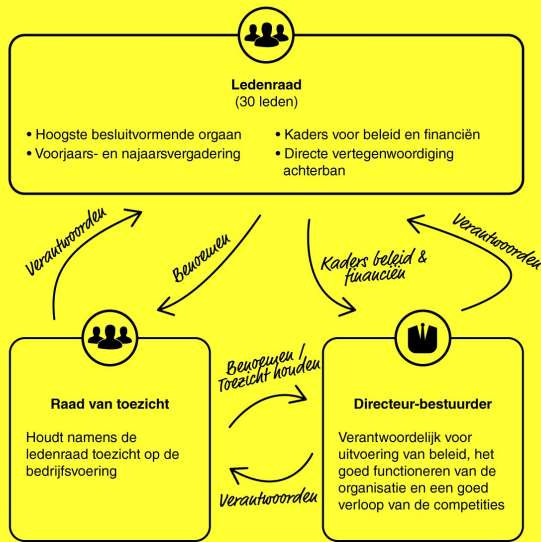 Ledenraad
(30 leden)
• Hoogste besluitvormende orgaan
• Voorjaars- en najaarsvergadering
• Kaders voor beleid en financiën
• Directe vertegenwoordiging
achterban
Verantwoorden
Benoemen
Kaders beleid &
financiën
Verantwoorden
Raad van toezicht
Houdt namens de
ledenraad toezicht op de
bedrijfsvoering
Benoemen /
Toezicht houden
Verantwoorden
Directeur-bestuurder
Verantwoordelijk voor
uitvoering van beleid, het
goed functioneren van de
organisatie en een goed
verloop van de competities